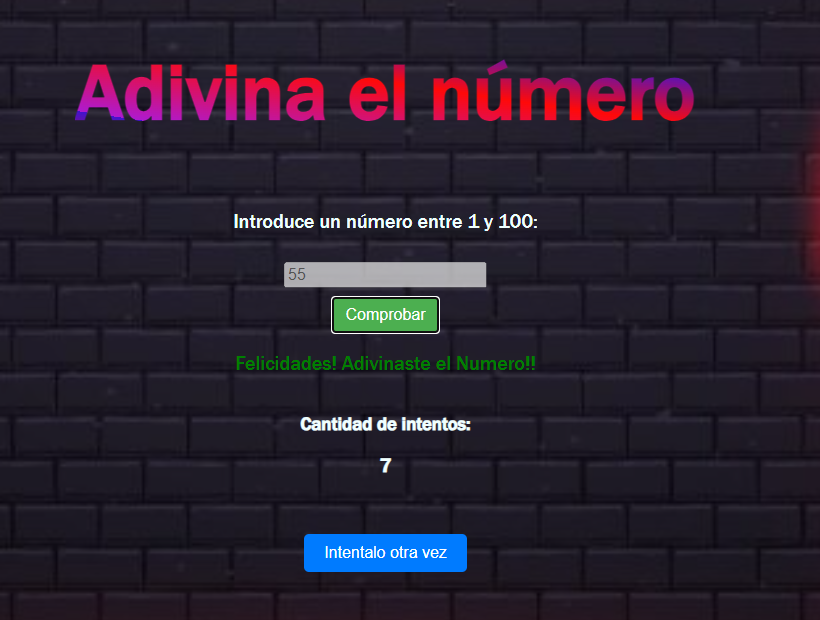 Adivina el número
Introduce un número entre 1 y 100:
55
Comprobar
Felicidades! Adivinaste el Numero!!
Cantidad de intentos:
7
Intentalo otra vez